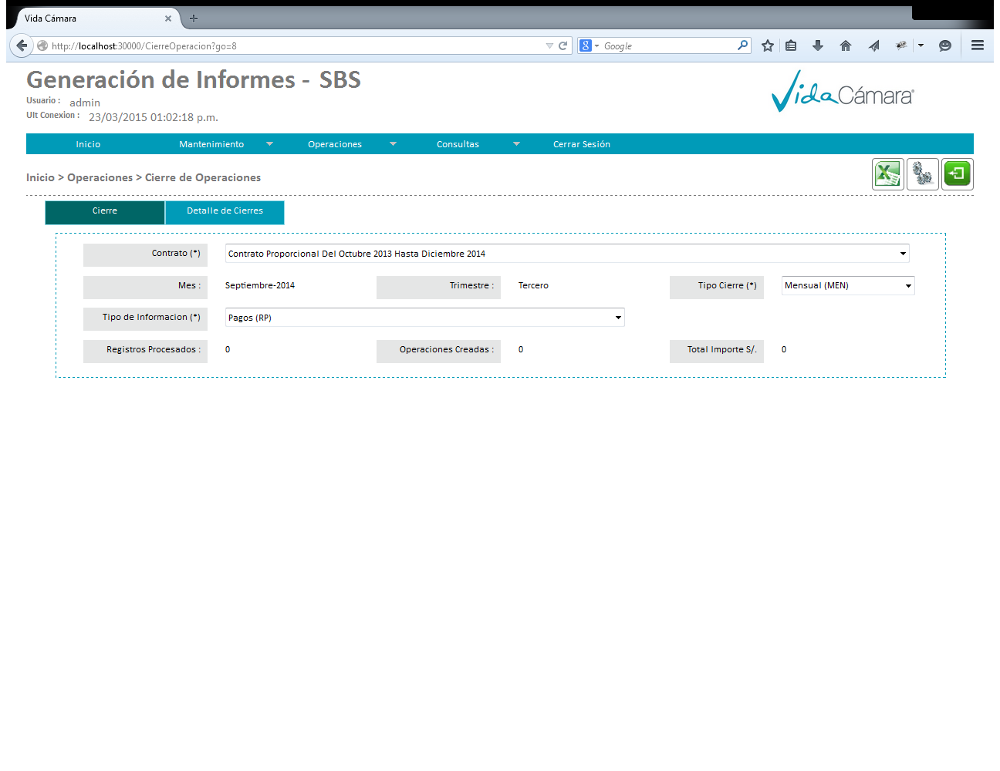 Vida Cámara
http://localhost:30000/CierreOperacion?go=8
8
Google
Generación de Informes - SBS
Usuario : admin
Ult Conexion : 23/03/2015 01:02:18 p.m.
Vida Cámara
Inicio Mantenimiento Operaciones Consultas Cerrar Sesión
Inicio > Operaciones > Cierre de Operaciones
Cierre Detalle de Cierres
Contrato (*) Contrato Proporcional Del Octubre 2013 Hasta Diciembre 2014
Mes : Septiembre-2014 Trimestre : Tercero Tipo Cierre (*) Mensual (MEN)
Tipo de Informacion (*) Pagos (RP)
Registros Procesados : 0 Operaciones Creadas : 0 Total Importe S/. 0